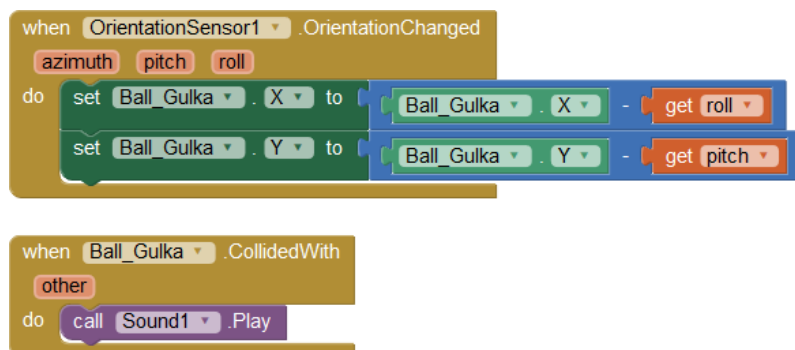 when OrientationSensor1 .OrientationChanged
azimuth pitch roll
do set Ball_Gulka . X to Ball_Gulka . X - get roll
set Ball_Gulka . Y to Ball_Gulka . Y - get pitch
when Ball_Gulka .CollidedWith
other
do call Sound1 .Play